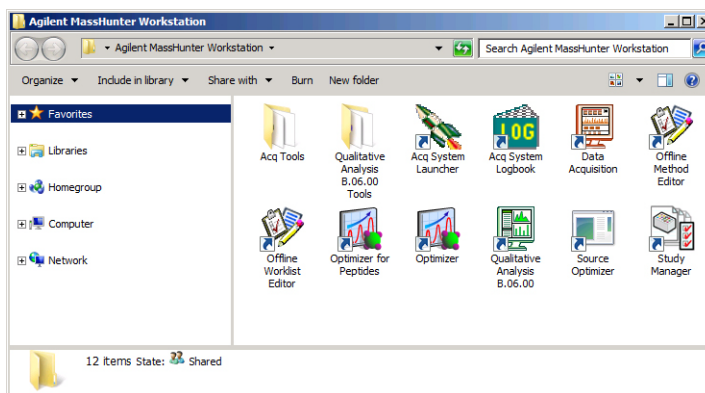 Agilent MassHunter Workstation
Agilent MassHunter Workstation
Search Agilent MassHunter Workstation
Organize
Include in library
Share with
Burn
New folder
Favorites
Libraries
Homegroup
Computer
Network
Acq Tools
Qualitative
Analysis
B.06.00
Tools
Acq System
Launcher
LOG
Acq System
Logbook
Data
Acquisition
Offline
Method
Editor
Offline
Worklist
Editor
Optimizer for
Peptides
Optimizer
Qualitative
Analysis
B.06.00
Source
Optimizer
Study
Manager
12 items State: Shared